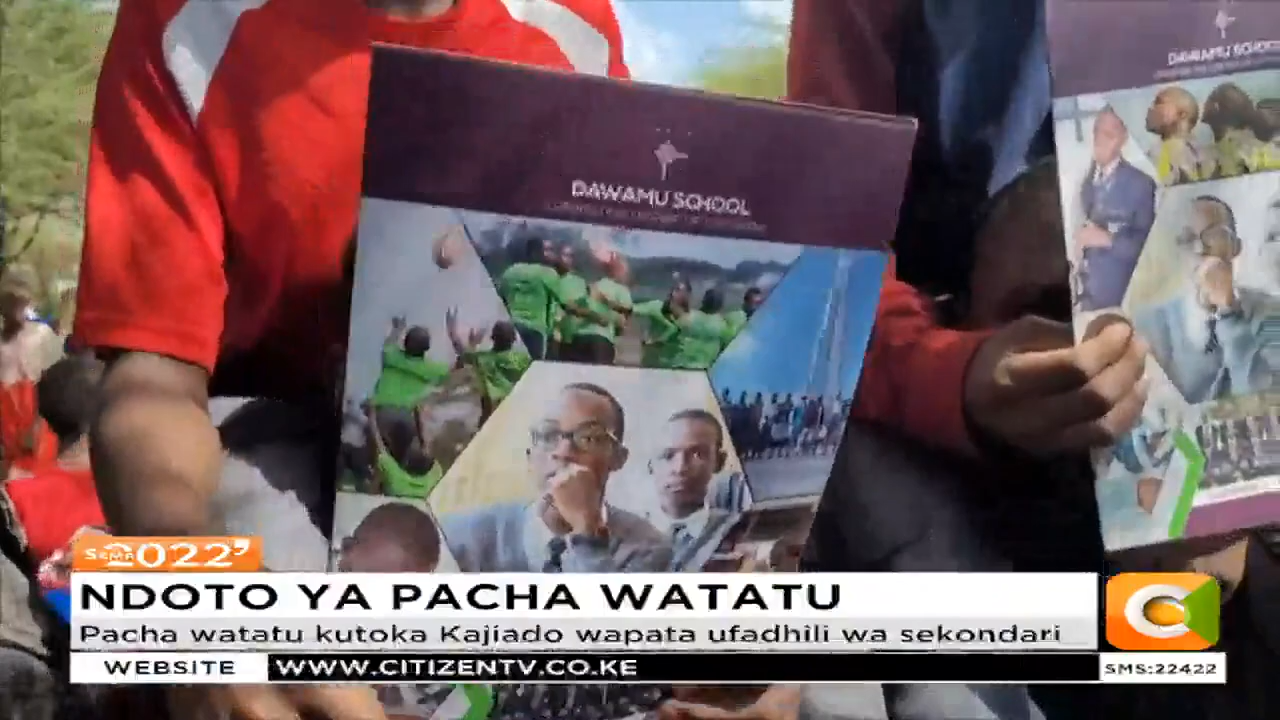 DAWAMU SCHOOL
DAWAMU SCHOOL
SEMA 2022'
NDOTO YA PACHA WATATU
Pacha watatu kutoka Kajiado wapata ufadhili wa sekondari
WEBSITE WWW.CITIZENTV.CO.KE
SMS:22422